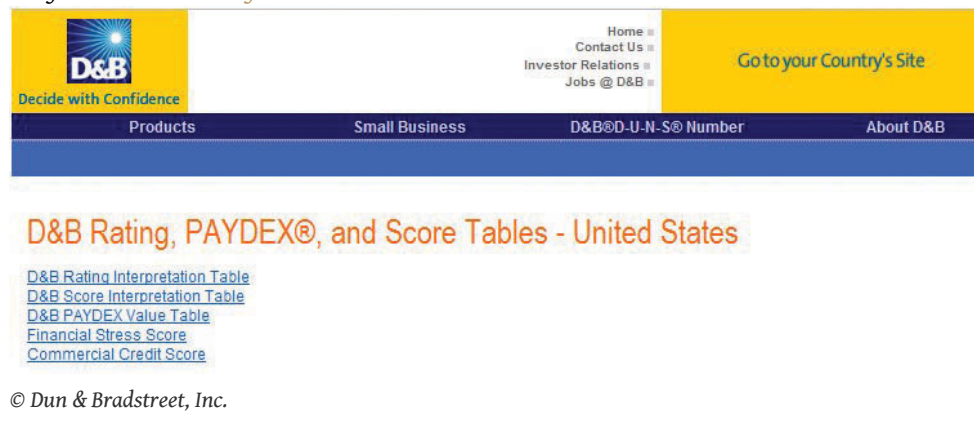 D&B
Decide with Confidence
Home
Contact Us
Investor Relations
Jobs @ D&B
Go to your Country's Site
Products Small Business D&B®D-U-N-S® Number About D&B
D&B Rating, PAYDEX®, and Score Tables - United States
D&B Rating Interpretation Table
D&B Score Interpretation Table
D&B PAYDEX Value Table
Financial Stress Score
Commercial Credit Score
© Dun & Bradstreet, Inc.